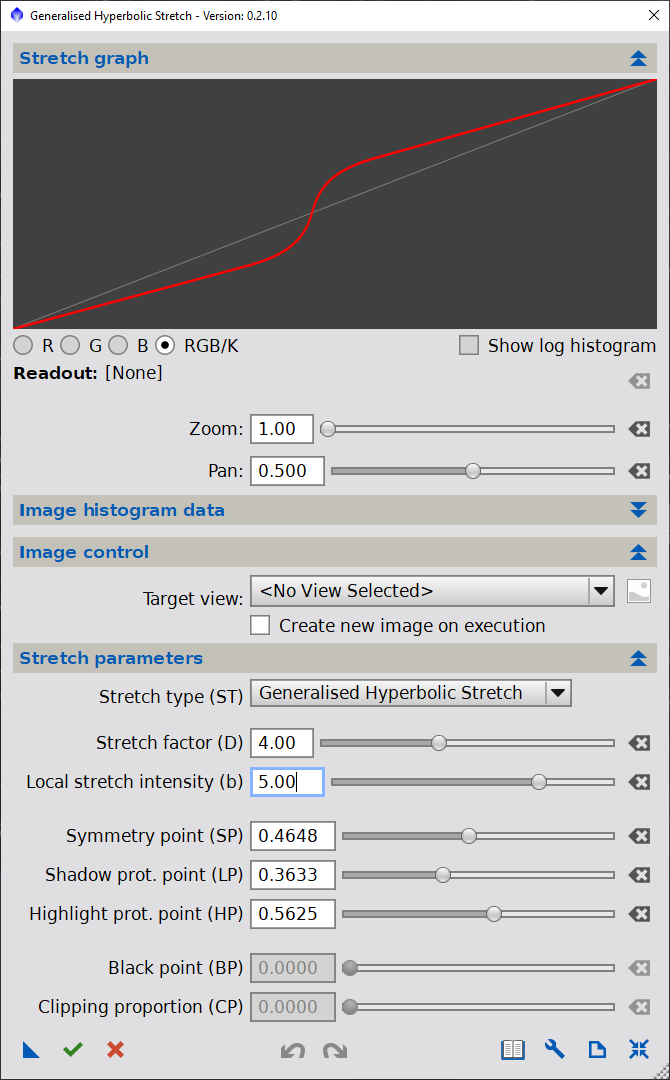 Generalised Hyperbolic Stretch - Version: 0.2.10
Stretch graph
R G B RGB/K Show log histogram
Readout: [None]
Zoom: 1.00
Pan: 0.500
Image histogram data
Image control
Target view: <No View Selected>
Create new image on execution
Stretch parameters
Stretch type (ST) Generalised Hyperbolic Stretch
Stretch factor (D) 4.00
Local stretch intensity (b) 5.00
Symmetry point (SP) 0.4648
Shadow prot. point (LP) 0.3633
Highlight prot. point (HP) 0.5625
Black point (BP) 0.0000
Clipping proportion (CP) 0.0000